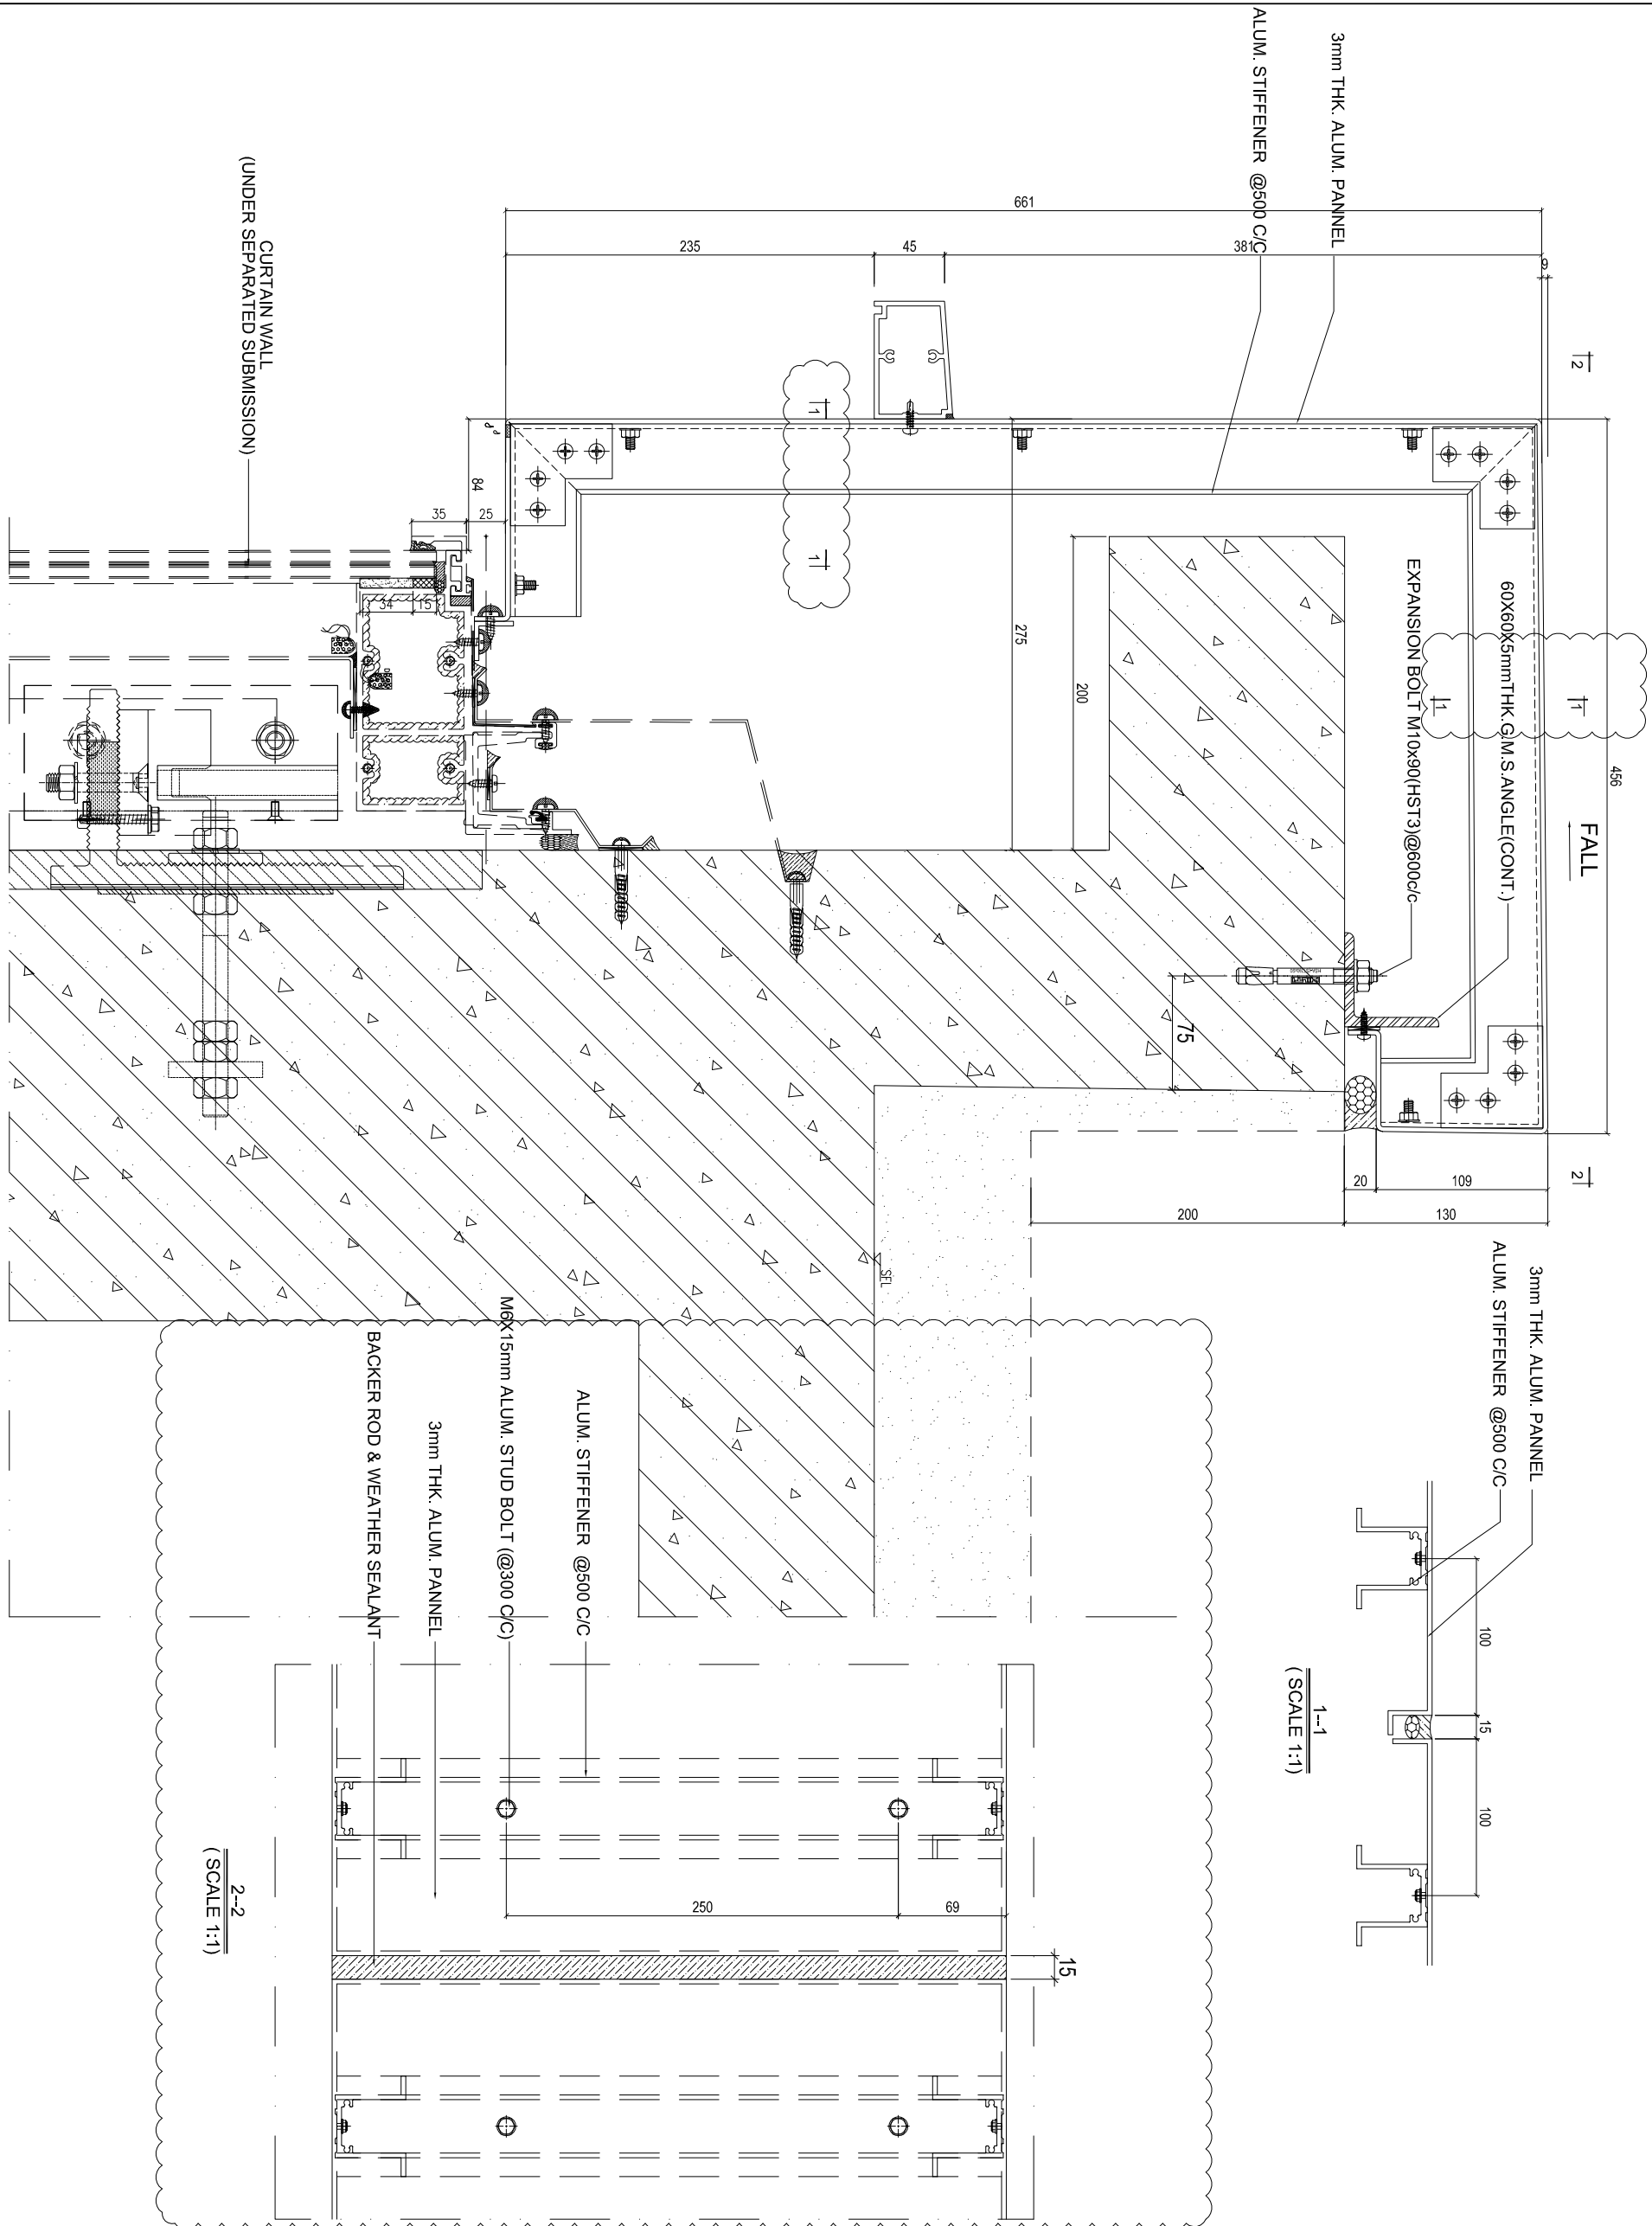 3mm THK. ALUM. PANNEL
ALUM. STIFFENER @500 C/C
661
235
45
381
9
2
2
FALL
456
60X60X5mmTHK.G.M.S.ANGLE(CONT.)
EXPANSION BOLT M10x90(HST3)@600c/c
1
1
1
1
275
200
75
84
35
25
34
15
20
109
200
130
SFL
CURTAIN WALL
(UNDER SEPARATED SUBMISSION)
3mm THK. ALUM. PANNEL
ALUM. STIFFENER @500 C/C
100
15
100
1--1
( SCALE 1:1)
ALUM. STIFFENER @500 C/C
M6X15mm ALUM. STUD BOLT (@300 C/C)
3mm THK. ALUM. PANNEL
BACKER ROD & WEATHER SEALANT
250
69
15
2--2
( SCALE 1:1)